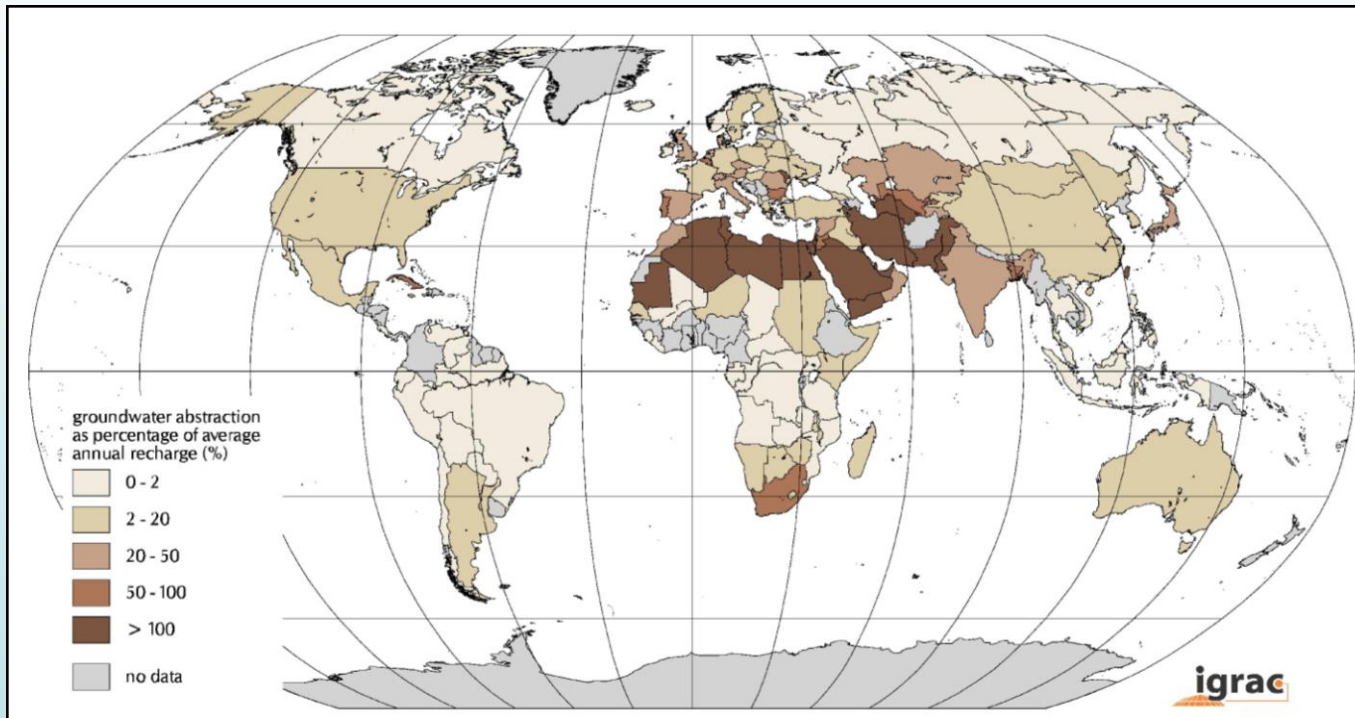 groundwater abstraction
as percentage of average
annual recharge (%)
0 - 2
2 - 20
20 - 50
50 - 100
> 100
no data
igrac